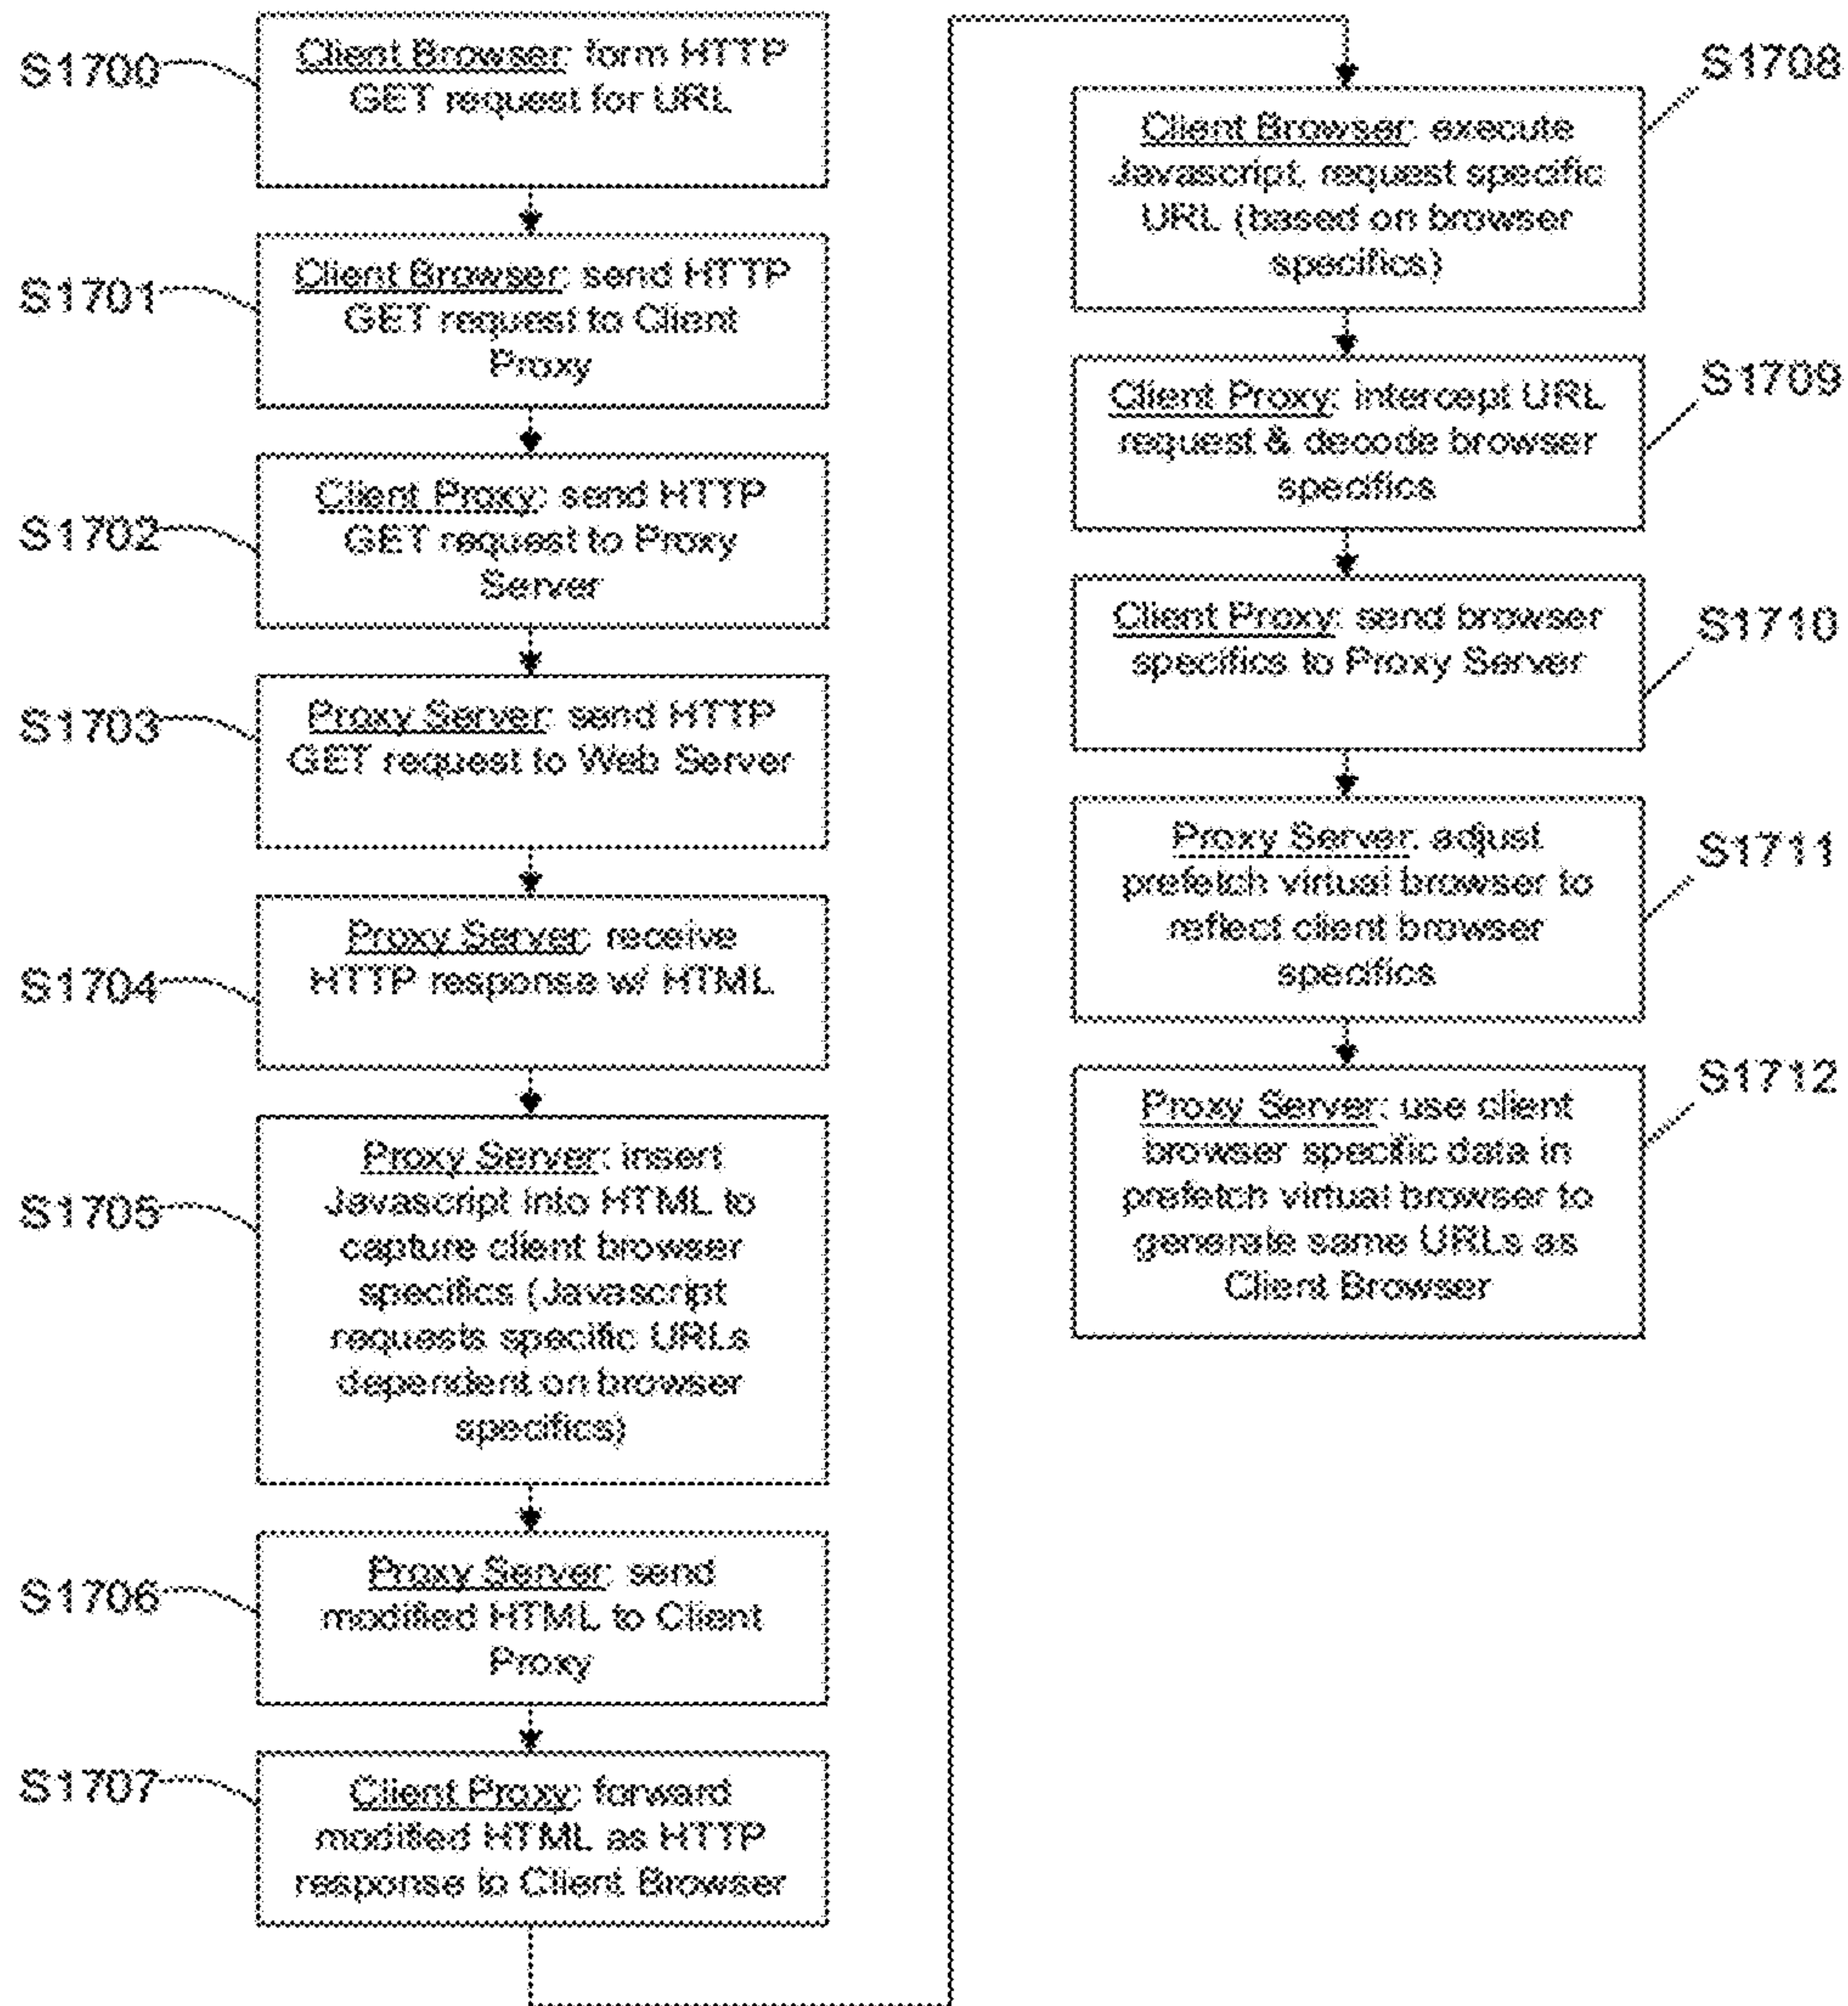 S1700
Client Browser: form HTTP
GET request for URL
S1701
Client Browser: send HTTP
GET request to Client
Proxy
S1702
Client Proxy: send HTTP
GET request to Proxy
Server
S1703
Proxy Server: send HTTP
GET request to Web Server
S1704
Proxy Server: receive
HTTP response w/ HTML
S1705
Proxy Server: insert
Javascript into HTML to
capture client browser
specifics (Javascript
requests specific URLs
dependent on browser
specifics)
S1706
Proxy Server: send
modified HTML to Client
Proxy
S1707
Client Proxy: forward
modified HTML as HTTP
response to Client Browser
S1708
Client Browser: execute
Javascript, request specific
URL (based on browser
specifics)
S1709
Client Proxy: intercept URL
request & decode browser
specifics
S1710
Client Proxy: send browser
specifics to Proxy Server
S1711
Proxy Server: adjust
prefetch virtual browser to
reflect client browser
specifics
S1712
Proxy Server: use client
browser specific data in
prefetch virtual browser to
generate same URLs as
Client Browser